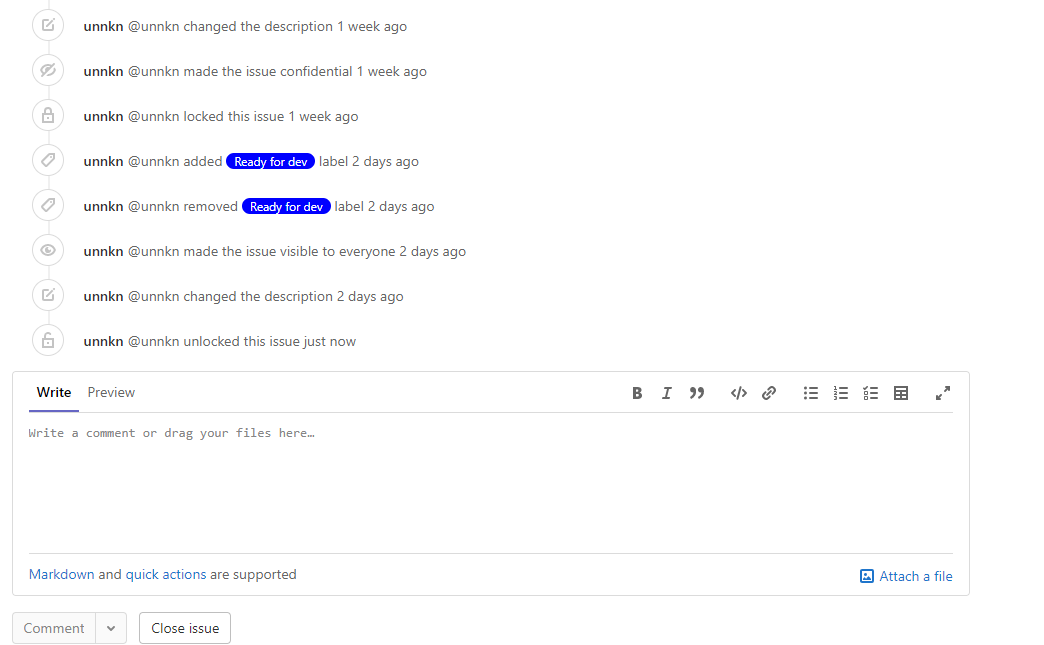 unnkn @unnkn changed the description 1 week ago
unnkn @unnkn made the issue confidential 1 week ago
unnkn @unnkn locked this issue 1 week ago
unnkn @unnkn added Ready for dev label 2 days ago
unnkn @unnkn removed Ready for dev label 2 days ago
unnkn @unnkn made the issue visible to everyone 2 days ago
unnkn @unnkn changed the description 2 days ago
unnkn @unnkn unlocked this issue just now
Write Preview
Write a comment or drag your files here…
Markdown and quick actions are supported Attach a file
Comment Close issue